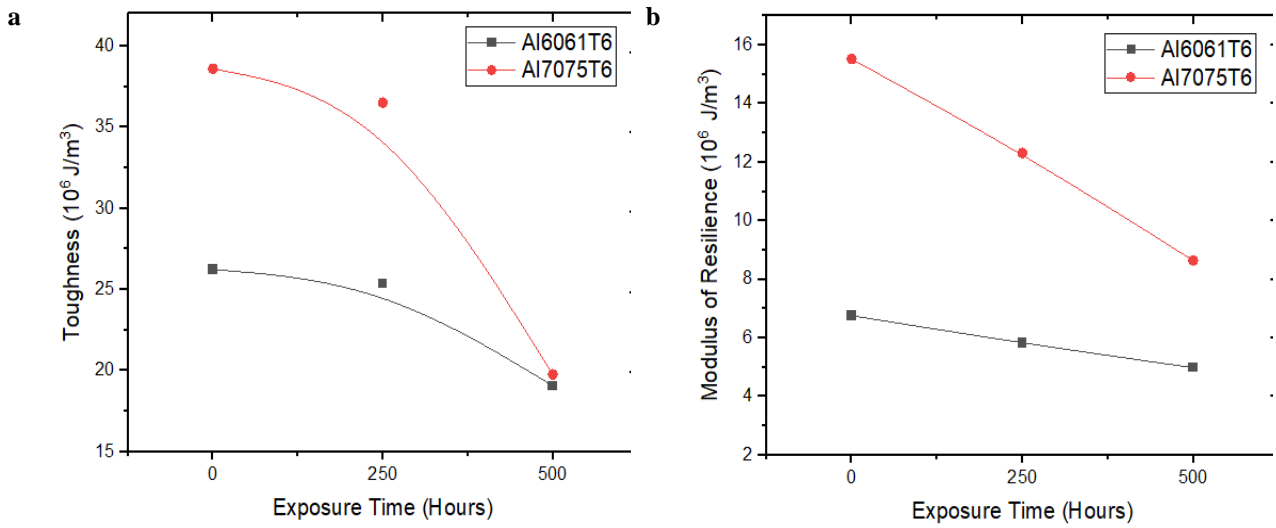 a
Toughness (10⁶ J/m³)
40
35
30
25
20
15
0
250
500
Exposure Time (Hours)
Al6061T6
Al7075T6
b
Modulus of Resilience (10⁶ J/m³)
16
14
12
10
8
6
4
2
0
250
500
Exposure Time (Hours)
Al6061T6
Al7075T6